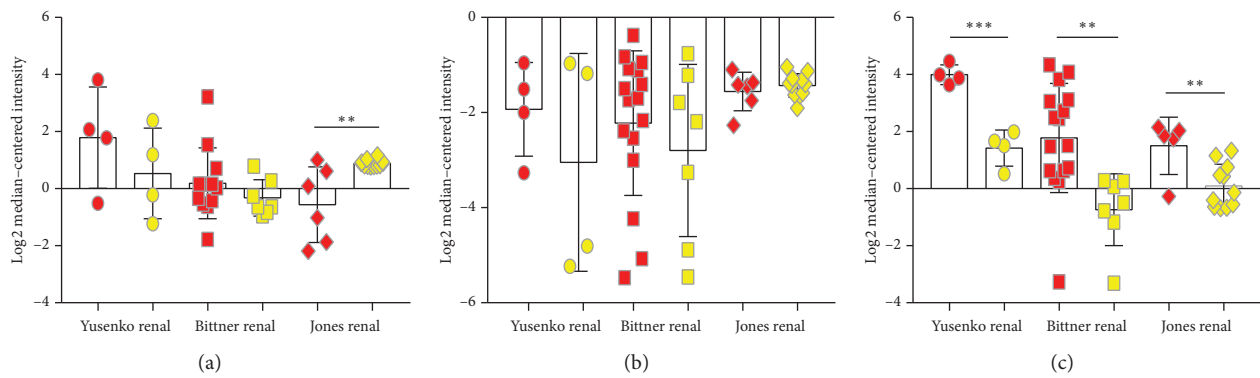 6
4
2
0
−2
−4
Log2 median-centered intensity
**
Yusenko renal
Bittner renal
Jones renal
(a)
0
−2
−4
−6
Log2 median-centered intensity
Yusenko renal
Bittner renal
Jones renal
(b)
6
4
2
0
−2
−4
Log2 median-centered intensity
***
**
**
Yusenko renal
Bittner renal
Jones renal
(c)